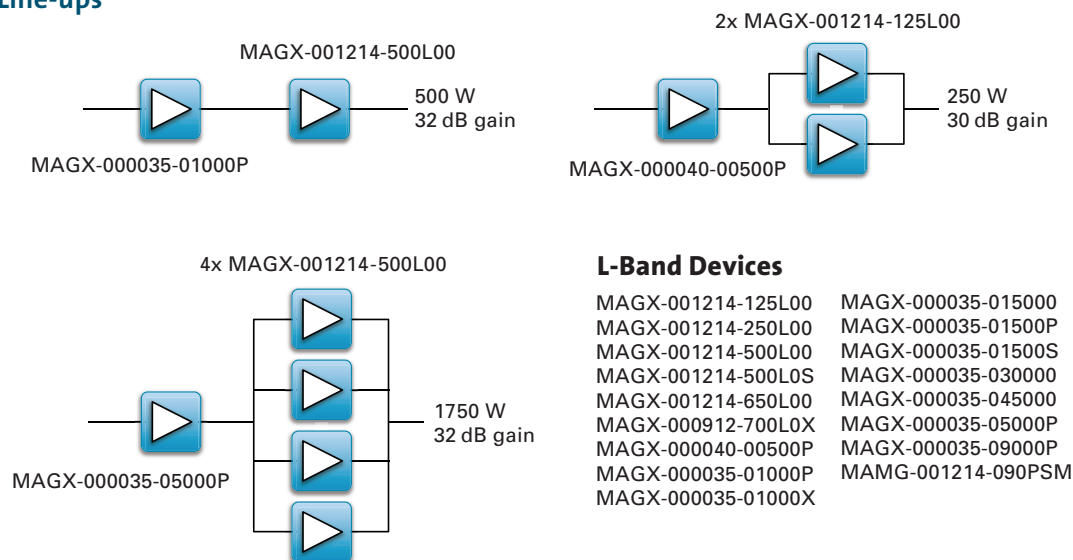 Line-ups
MAGX-001214-500L00
500 W
32 dB gain
MAGX-000035-01000P
2x MAGX-001214-125L00
250 W
30 dB gain
MAGX-000040-00500P
4x MAGX-001214-500L00
1750 W
32 dB gain
MAGX-000035-05000P
L-Band Devices
MAGX-001214-125L00
MAGX-001214-250L00
MAGX-001214-500L00
MAGX-001214-500L0S
MAGX-001214-650L00
MAGX-000912-700L0X
MAGX-000040-00500P
MAGX-000035-01000P
MAGX-000035-01000X
MAGX-000035-015000
MAGX-000035-01500P
MAGX-000035-01500S
MAGX-000035-030000
MAGX-000035-045000
MAGX-000035-05000P
MAGX-000035-09000P
MAMG-001214-090PSM